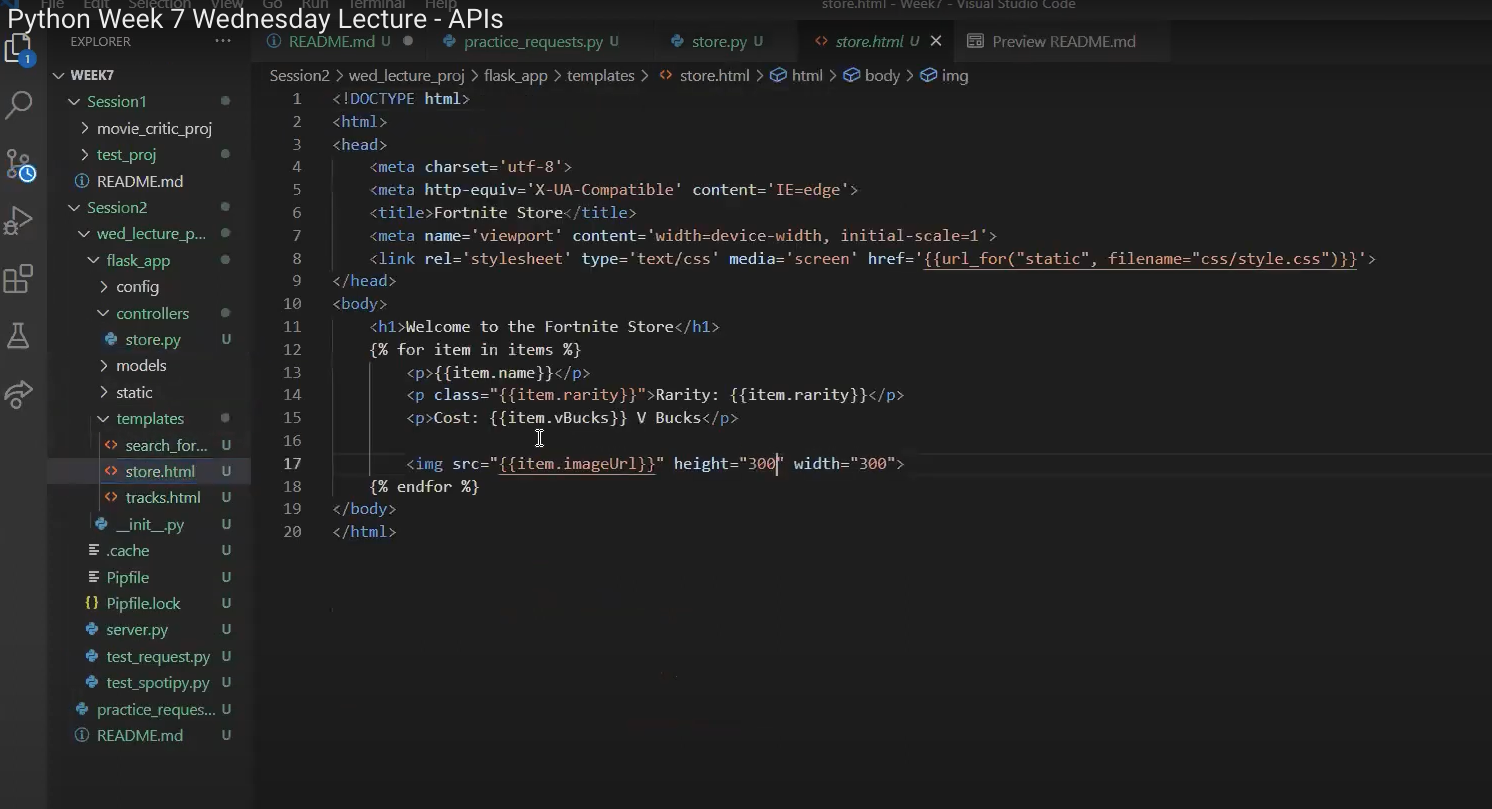 File Edit Selection View Go Run Terminal Help
store.html - Week7 - Visual Studio Code
Python Week 7 Wednesday Lecture - APIs
EXPLORER ...
README.md U
practice_requests.py U
store.py U
store.html U
Preview README.md
1
WEEK7
Session1
movie_critic_proj
test_proj
README.md
Session2
wed_lecture_p...
flask_app
config
controllers
store.py U
models
static
templates
search_for... U
store.html U
tracks.html U
__init__.py U
.cache U
Pipfile U
{} Pipfile.lock U
server.py U
test_request.py U
test_spotipy.py U
practice_reques... U
README.md U
Session2 > wed_lecture_proj > flask_app > templates > store.html > html > body > img
1 <!DOCTYPE html>
2 <html>
3 <head>
4 <meta charset='utf-8'>
5 <meta http-equiv='X-UA-Compatible' content='IE=edge'>
6 <title>Fortnite Store</title>
7 <meta name='viewport' content='width=device-width, initial-scale=1'>
8 <link rel='stylesheet' type='text/css' media='screen' href='{{url_for("static", filename="css/style.css")}}'>
9 </head>
10 <body>
11 <h1>Welcome to the Fortnite Store</h1>
12 {% for item in items %}
13 <p>{{item.name}}</p>
14 <p class="{{item.rarity}}">Rarity: {{item.rarity}}</p>
15 <p>Cost: {{item.vBucks}} V Bucks</p>
16
17 <img src="{{item.imageUrl}}" height="300" width="300">
18 {% endfor %}
19 </body>
20 </html>